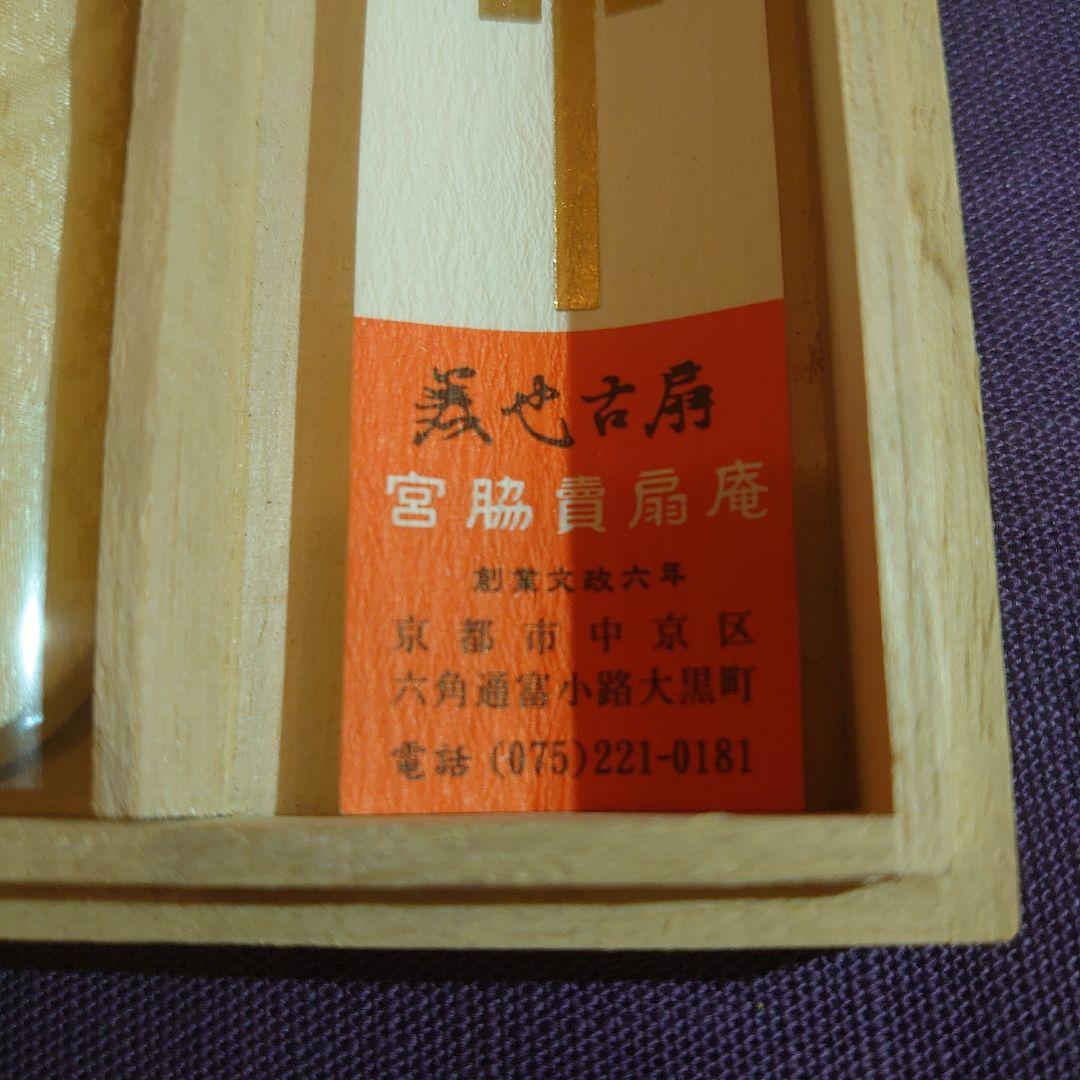 美也古扇
宮脇賣扇庵
創業文政六年
京都市中京区
六角通富小路大黒町
電話(075)221-0181